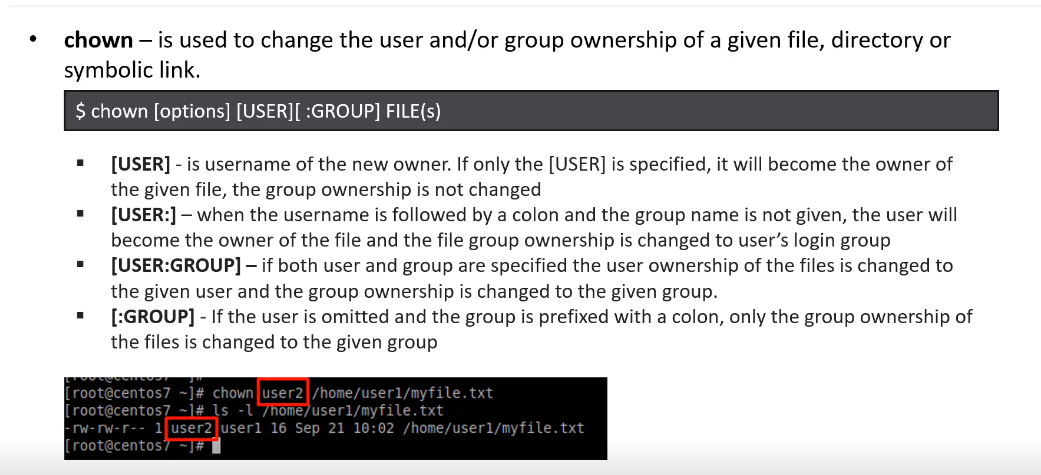 • chown – is used to change the user and/or group ownership of a given file, directory or
symbolic link.
$ chown [options] [USER][ :GROUP] FILE(s)
▪ [USER] - is username of the new owner. If only the [USER] is specified, it will become the owner of
the given file, the group ownership is not changed
▪ [USER:] – when the username is followed by a colon and the group name is not given, the user will
become the owner of the file and the file group ownership is changed to user’s login group
▪ [USER:GROUP] – if both user and group are specified the user ownership of the files is changed to
the given user and the group ownership is changed to the given group.
▪ [:GROUP] - If the user is omitted and the group is prefixed with a colon, only the group ownership of
the files is changed to the given group
[root@centos7 ~]# chown user2 /home/user1/myfile.txt
[root@centos7 ~]# ls -l /home/user1/myfile.txt
-rw-rw-r-- 1 user2 user1 16 Sep 21 10:02 /home/user1/myfile.txt
[root@centos7 ~]#